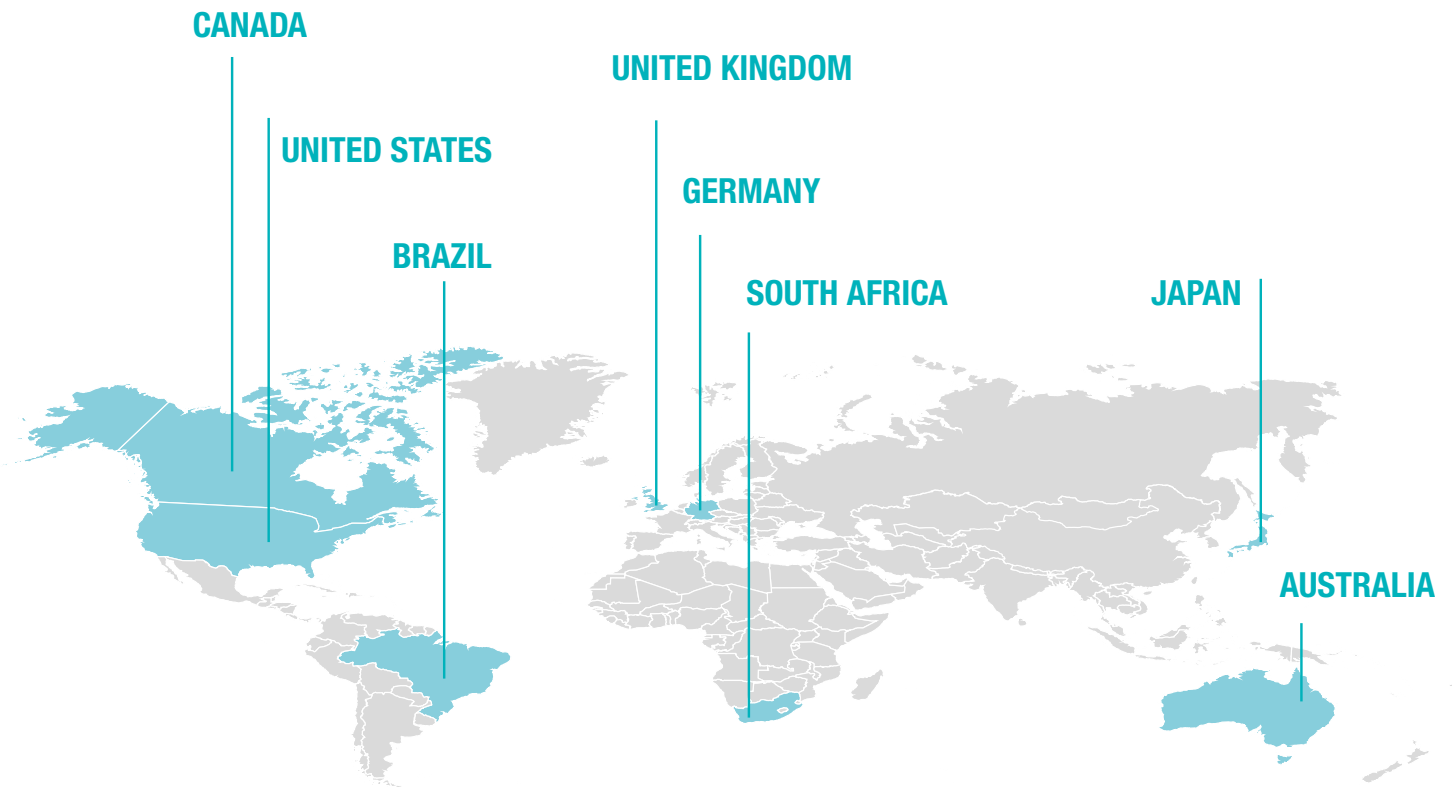 CANADA
UNITED KINGDOM
UNITED STATES
GERMANY
BRAZIL
SOUTH AFRICA
JAPAN
AUSTRALIA